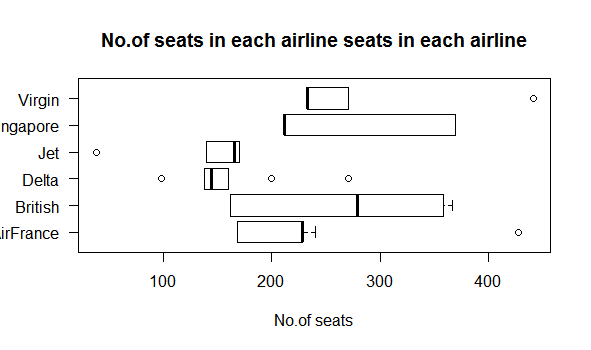 No.of seats in each airline seats in each airline
Virgin
ngapore
Jet
Delta
British
AirFrance
100 200 300 400
No.of seats